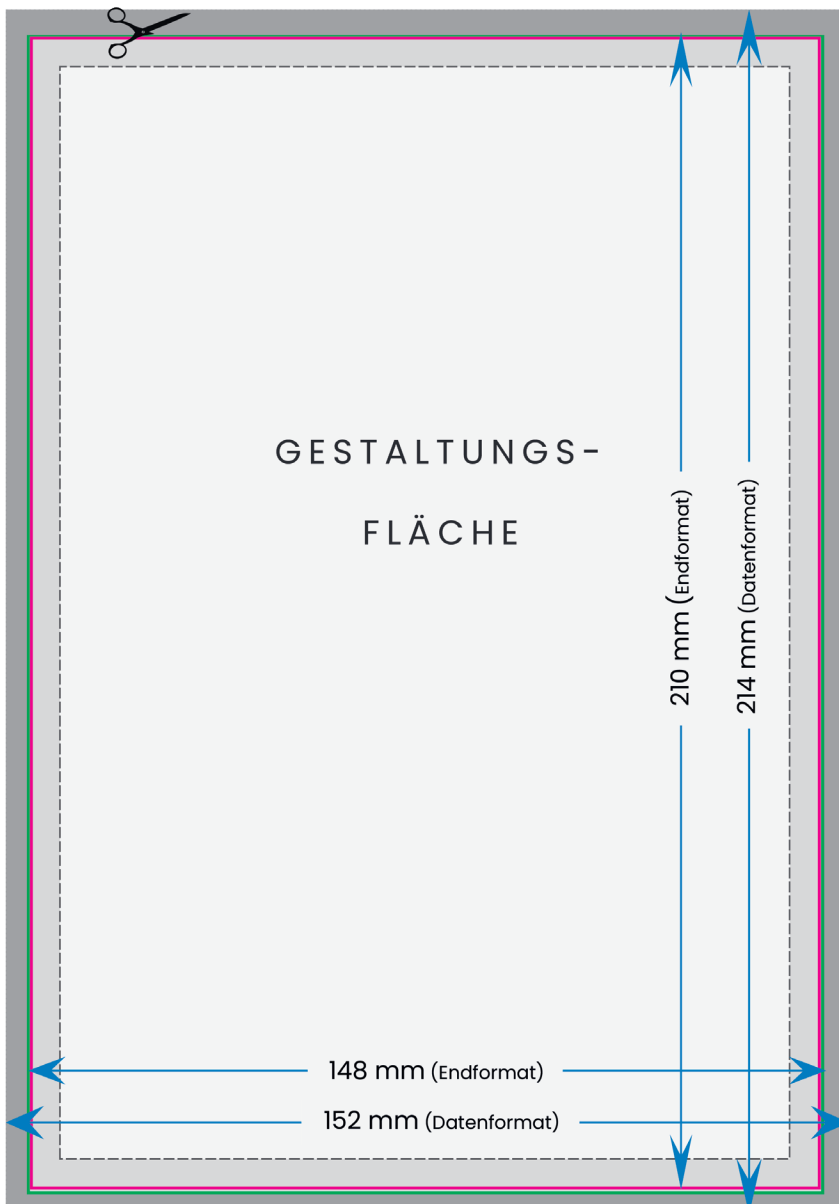 GESTALTUNGS-
FLÄCHE
210 mm (Endformat)
214 mm (Datenformat)
148 mm (Endformat)
152 mm (Datenformat)